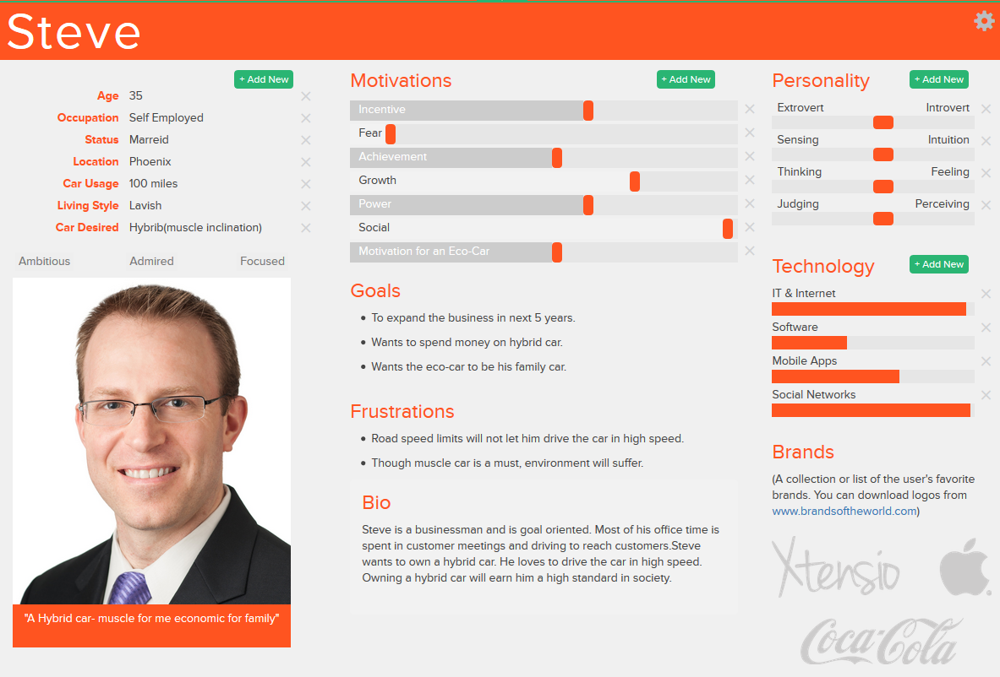 Steve
+ Add New
Age 35
Occupation Self Employed
Status Marreid
Location Phoenix
Car Usage 100 miles
Living Style Lavish
Car Desired Hybrib(muscle inclination)
Ambitious Admired Focused
"A Hybrid car- muscle for me economic for family"
Motivations
+ Add New
Incentive
Fear
Achievement
Growth
Power
Social
Motivation for an Eco-Car
Goals
• To expand the business in next 5 years.
• Wants to spend money on hybrid car.
• Wants the eco-car to be his family car.
Frustrations
• Road speed limits will not let him drive the car in high speed.
• Though muscle car is a must, environment will suffer.
Bio
Steve is a businessman and is goal oriented. Most of his office time is
spent in customer meetings and driving to reach customers.Steve
wants to own a hybrid car. He loves to drive the car in high speed.
Owning a hybrid car will earn him a high standard in society.
Personality
+ Add New
Extrovert Introvert
Sensing Intuition
Thinking Feeling
Judging Perceiving
Technology
+ Add New
IT & Internet
Software
Mobile Apps
Social Networks
Brands
(A collection or list of the user's favorite
brands. You can download logos from
www.brandsoftheworld.com)
Xtensio
Coca-Cola